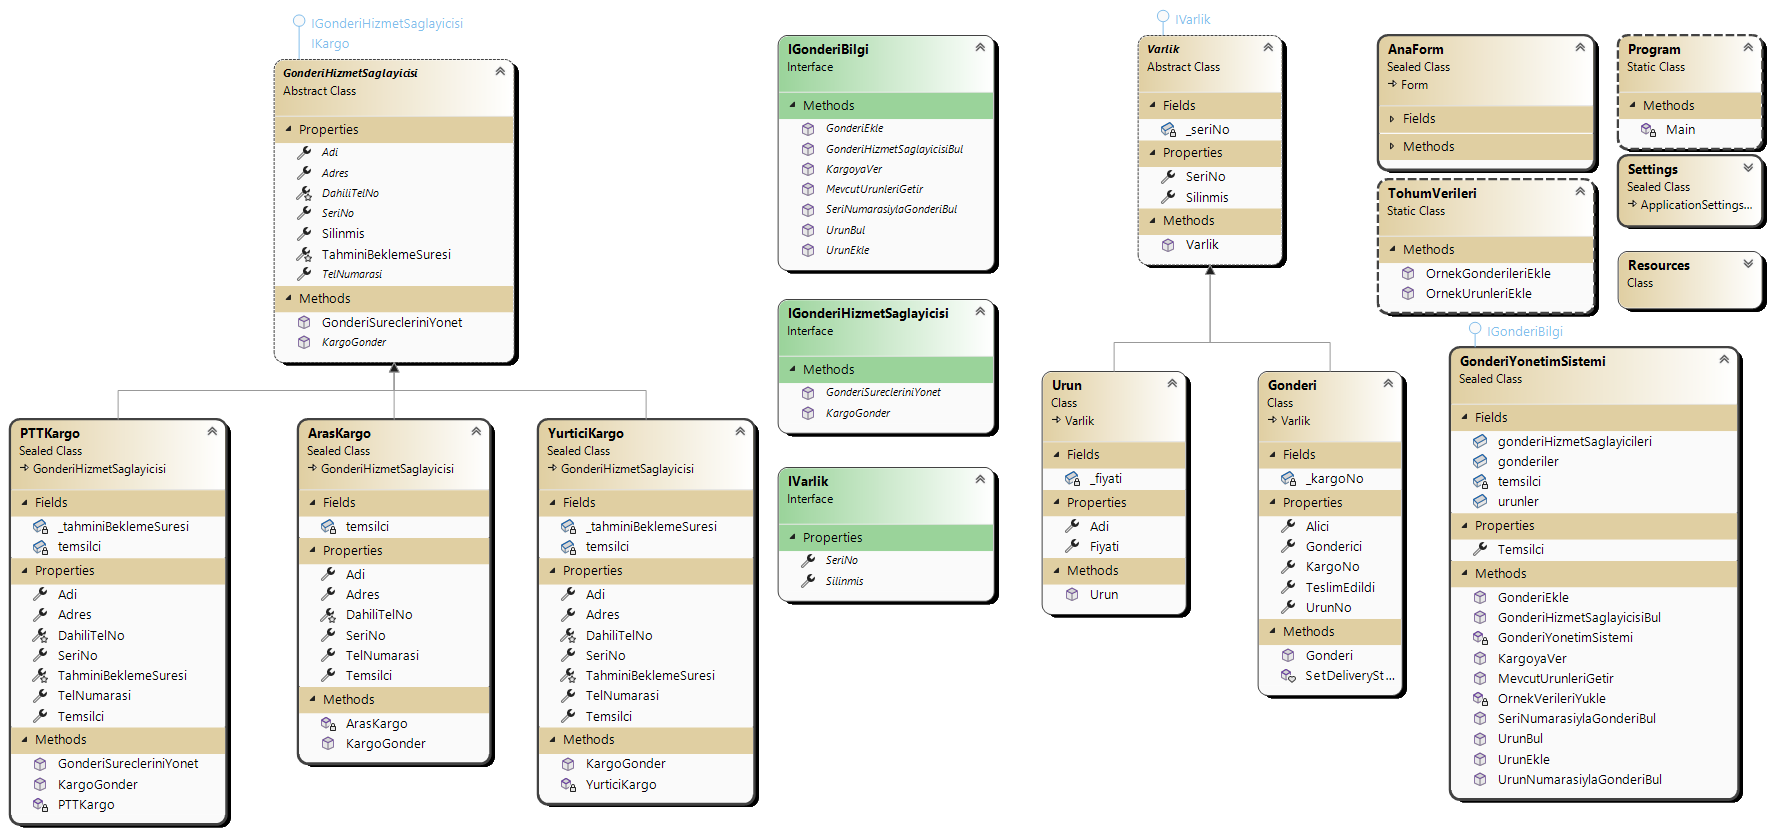 IGonderiHizmetSaglayicisi
IKargo
GonderiHizmetSaglayicisi
Abstract Class
Properties
Adi
Adres
DahiliTelNo
SeriNo
Silinmis
TahminiBeklemeSuresi
TelNumarasi
Methods
GonderiSurecleriniYonet
KargoGonder
PTTKargo
Sealed Class
GonderiHizmetSaglayicisi
Fields
_tahminiBeklemeSuresi
temsilci
Properties
Adi
Adres
DahiliTelNo
SeriNo
TahminiBeklemeSuresi
TelNumarasi
Temsilci
Methods
GonderiSurecleriniYonet
KargoGonder
PTTKargo
ArasKargo
Sealed Class
GonderiHizmetSaglayicisi
Fields
temsilci
Properties
Adi
Adres
DahiliTelNo
SeriNo
TelNumarasi
Temsilci
Methods
ArasKargo
KargoGonder
YurticiKargo
Sealed Class
GonderiHizmetSaglayicisi
Fields
_tahminiBeklemeSuresi
temsilci
Properties
Adi
Adres
DahiliTelNo
SeriNo
TahminiBeklemeSuresi
TelNumarasi
Temsilci
Methods
KargoGonder
YurticiKargo
IGonderiBilgi
Interface
Methods
GonderiEkle
GonderiHizmetSaglayicisiBul
KargoyaVer
MevcutUrunleriGetir
SeriNumarasiylaGonderiBul
UrunBul
UrunEkle
IGonderiHizmetSaglayicisi
Interface
Methods
GonderiSurecleriniYonet
KargoGonder
IVarlik
Interface
Properties
SeriNo
Silinmis
IVarlik
Varlik
Abstract Class
Fields
_seriNo
Properties
SeriNo
Silinmis
Methods
Varlik
Urun
Class
Varlik
Fields
_fiyati
Properties
Adi
Fiyati
Methods
Urun
Gonderi
Class
Varlik
Fields
_kargoNo
Properties
Alici
Gonderici
KargoNo
TeslimEdildi
UrunNo
Methods
Gonderi
SetDeliverySt...
AnaForm
Sealed Class
Form
Fields
Methods
TohumVerileri
Static Class
Methods
OrnekGonderileriEkle
OrnekUrunleriEkle
Program
Static Class
Methods
Main
Settings
Sealed Class
ApplicationSettings...
Resources
Class
IGonderiBilgi
GonderiYonetimSistemi
Sealed Class
Fields
gonderiHizmetSaglayicileri
gonderiler
temsilci
urunler
Properties
Temsilci
Methods
GonderiEkle
GonderiHizmetSaglayicisiBul
GonderiYonetimSistemi
KargoyaVer
MevcutUrunleriGetir
OrnekVerileriYukle
SeriNumarasiylaGonderiBul
UrunBul
UrunEkle
UrunNumarasiylaGonderiBul